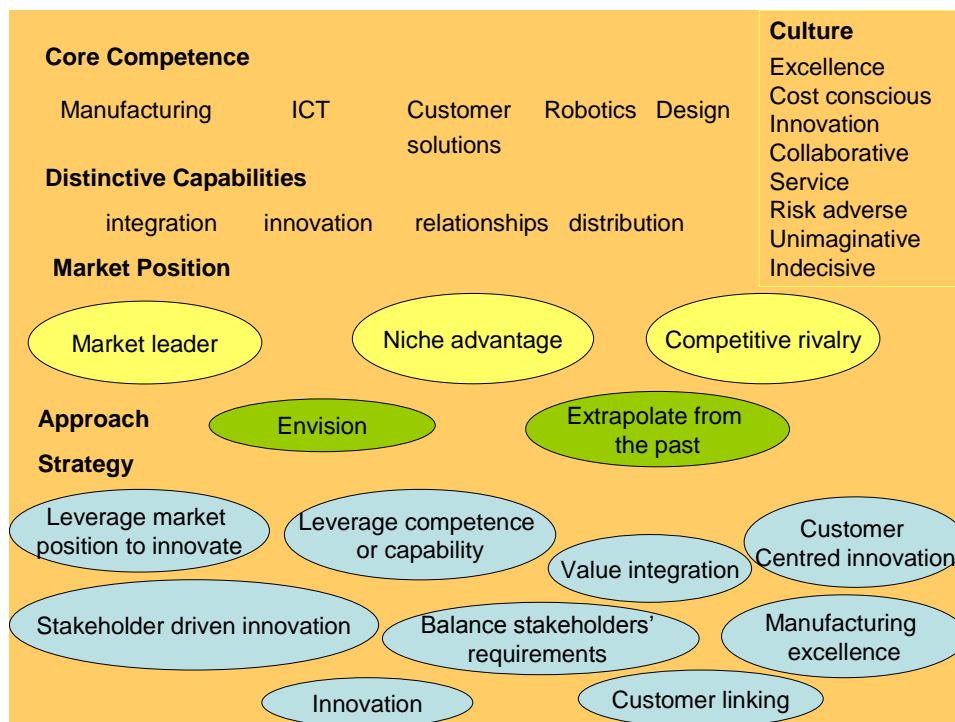 Core Competence
Manufacturing ICT Customer Robotics Design
solutions
Distinctive Capabilities
integration innovation relationships distribution
Market Position
Culture
Excellence
Cost conscious
Innovation
Collaborative
Service
Risk adverse
Unimaginative
Indecisive
Market leader
Niche advantage
Competitive rivalry
Approach
Envision
Extrapolate from
the past
Strategy
Leverage market
position to innovate
Leverage competence
or capability
Value integration
Customer
Centred innovation
Stakeholder driven innovation
Balance stakeholders'
requirements
Manufacturing
excellence
Innovation
Customer linking